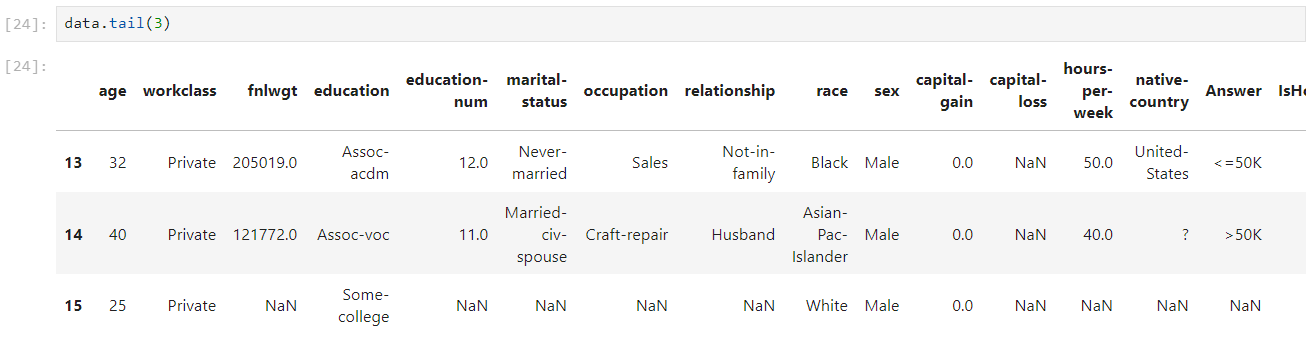 [24]: data.tail(3)
[24]:
age workclass fnlwgt education education-num marital-status occupation relationship race sex capital-gain capital-loss hours-per-week native-country Answer IsHo
13 32 Private 205019.0 Assoc-acdm 12.0 Never-married Sales Not-in-family Black Male 0.0 NaN 50.0 United-States <=50K
14 40 Private 121772.0 Assoc-voc 11.0 Married-civ-spouse Craft-repair Husband Asian-Pac-Islander Male 0.0 NaN 40.0 ? >50K
15 25 Private NaN Some-college NaN NaN NaN NaN White Male 0.0 NaN NaN NaN NaN